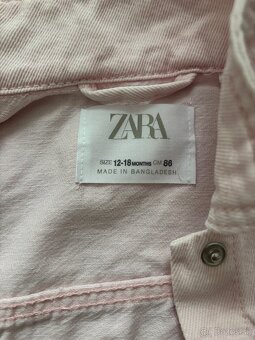 ZARA
SIZE 12-18 MONTHS CM 86
MADE IN BANGLADESH